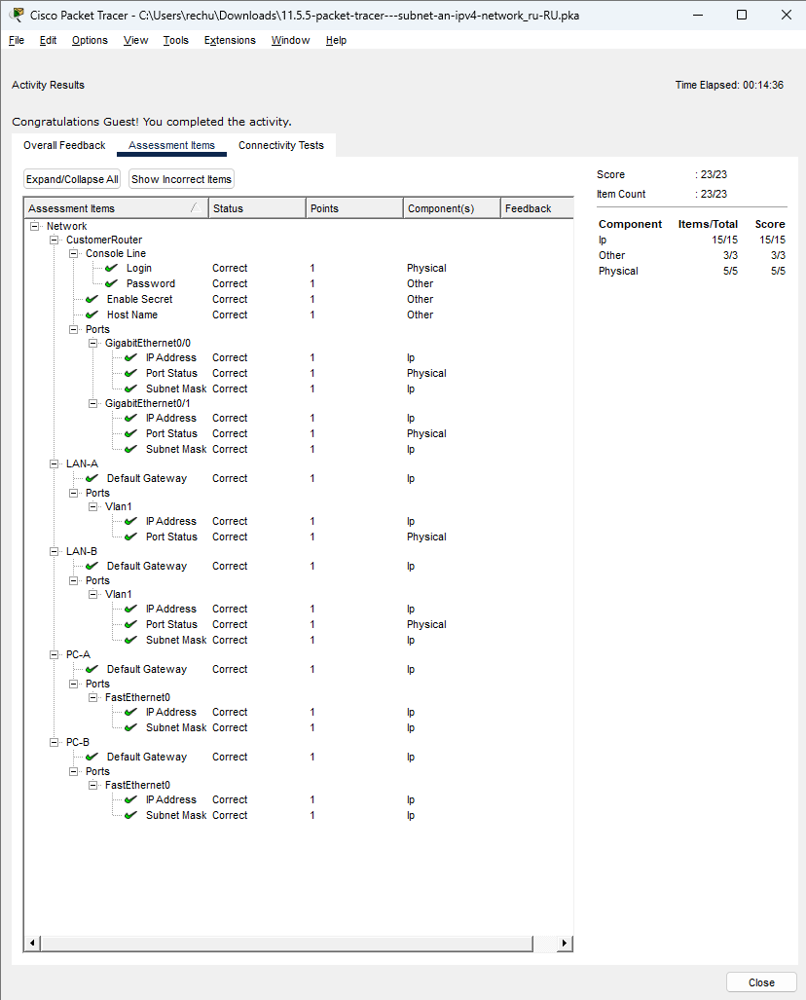 Cisco Packet Tracer - C:\Users\rechu\Downloads\11.5.5-packet-tracer---subnet-an-ipv4-network_ru-RU.pka
File Edit Options View Tools Extensions Window Help
Activity Results
Time Elapsed: 00:14:36
Congratulations Guest! You completed the activity.
Overall Feedback Assessment Items Connectivity Tests
Expand/Collapse All Show Incorrect Items
Assessment Items Status Points Component(s) Feedback
Network
CustomerRouter
Console Line
Login Correct 1 Physical
Password Correct 1 Other
Enable Secret Correct 1 Other
Host Name Correct 1 Other
Ports
GigabitEthernet0/0
IP Address Correct 1 Ip
Port Status Correct 1 Physical
Subnet Mask Correct 1 Ip
GigabitEthernet0/1
IP Address Correct 1 Ip
Port Status Correct 1 Physical
Subnet Mask Correct 1 Ip
LAN-A
Default Gateway Correct 1 Ip
Ports
Vlan1
IP Address Correct 1 Ip
Port Status Correct 1 Physical
LAN-B
Default Gateway Correct 1 Ip
Ports
Vlan1
IP Address Correct 1 Ip
Port Status Correct 1 Physical
Subnet Mask Correct 1 Ip
PC-A
Default Gateway Correct 1 Ip
Ports
FastEthernet0
IP Address Correct 1 Ip
Subnet Mask Correct 1 Ip
PC-B
Default Gateway Correct 1 Ip
Ports
FastEthernet0
IP Address Correct 1 Ip
Subnet Mask Correct 1 Ip
Score : 23/23
Item Count : 23/23
Component Items/Total Score
Ip 15/15 15/15
Other 3/3 3/3
Physical 5/5 5/5
Close